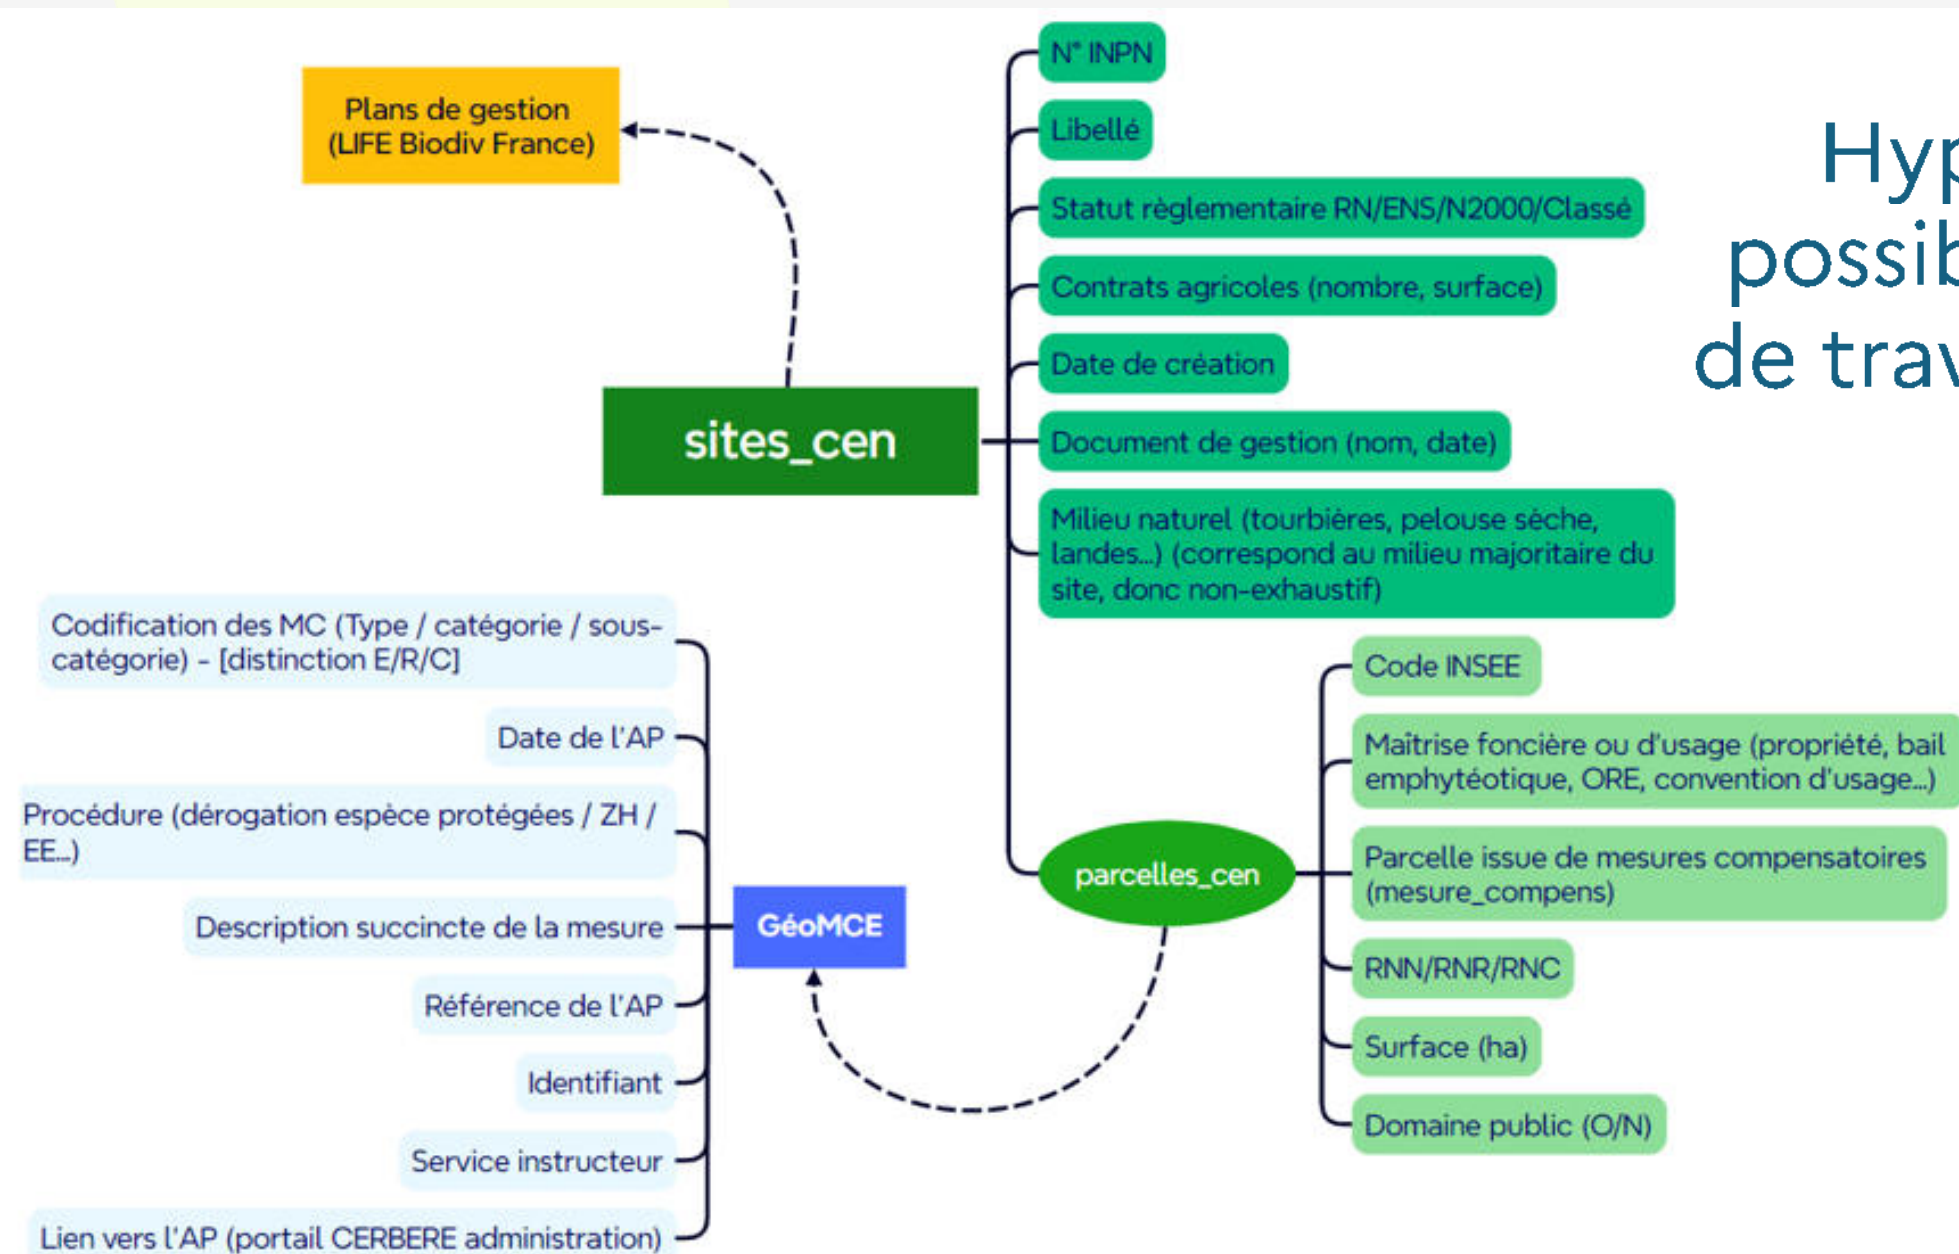 Plans de gestion
(LIFE Biodiv France)
sites_cen
N° INPN
Libellé
Statut règlementaire RN/ENS/N2000/Classé
Contrats agricoles (nombre, surface)
Date de création
Document de gestion (nom, date)
Milieu naturel (tourbières, pelouse sèche,
landes...) (correspond au milieu majoritaire du
site, donc non-exhaustif)
parcelles_cen
Code INSEE
Maîtrise foncière ou d'usage (propriété, bail
emphytéotique, ORE, convention d'usage...)
Parcelle issue de mesures compensatoires
(mesure_compens)
RNN/RNR/RNC
Surface (ha)
Domaine public (O/N)
GéoMCE
Codification des MC (Type / catégorie / sous-
catégorie) - [distinction E/R/C]
Date de l'AP
Procédure (dérogation espèce protégées / ZH /
EE...)
Description succincte de la mesure
Référence de l'AP
Identifiant
Service instructeur
Lien vers l'AP (portail CERBERE administration)
de